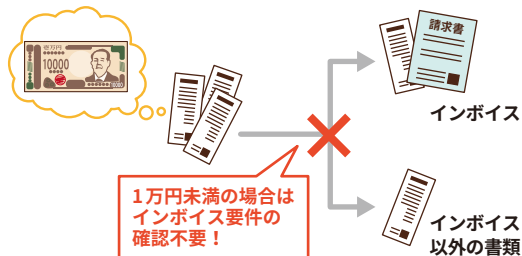 壱万円
10000
10000
請求書
インボイス
1万円未満の場合は
インボイス要件の
確認不要！
インボイス
以外の書類